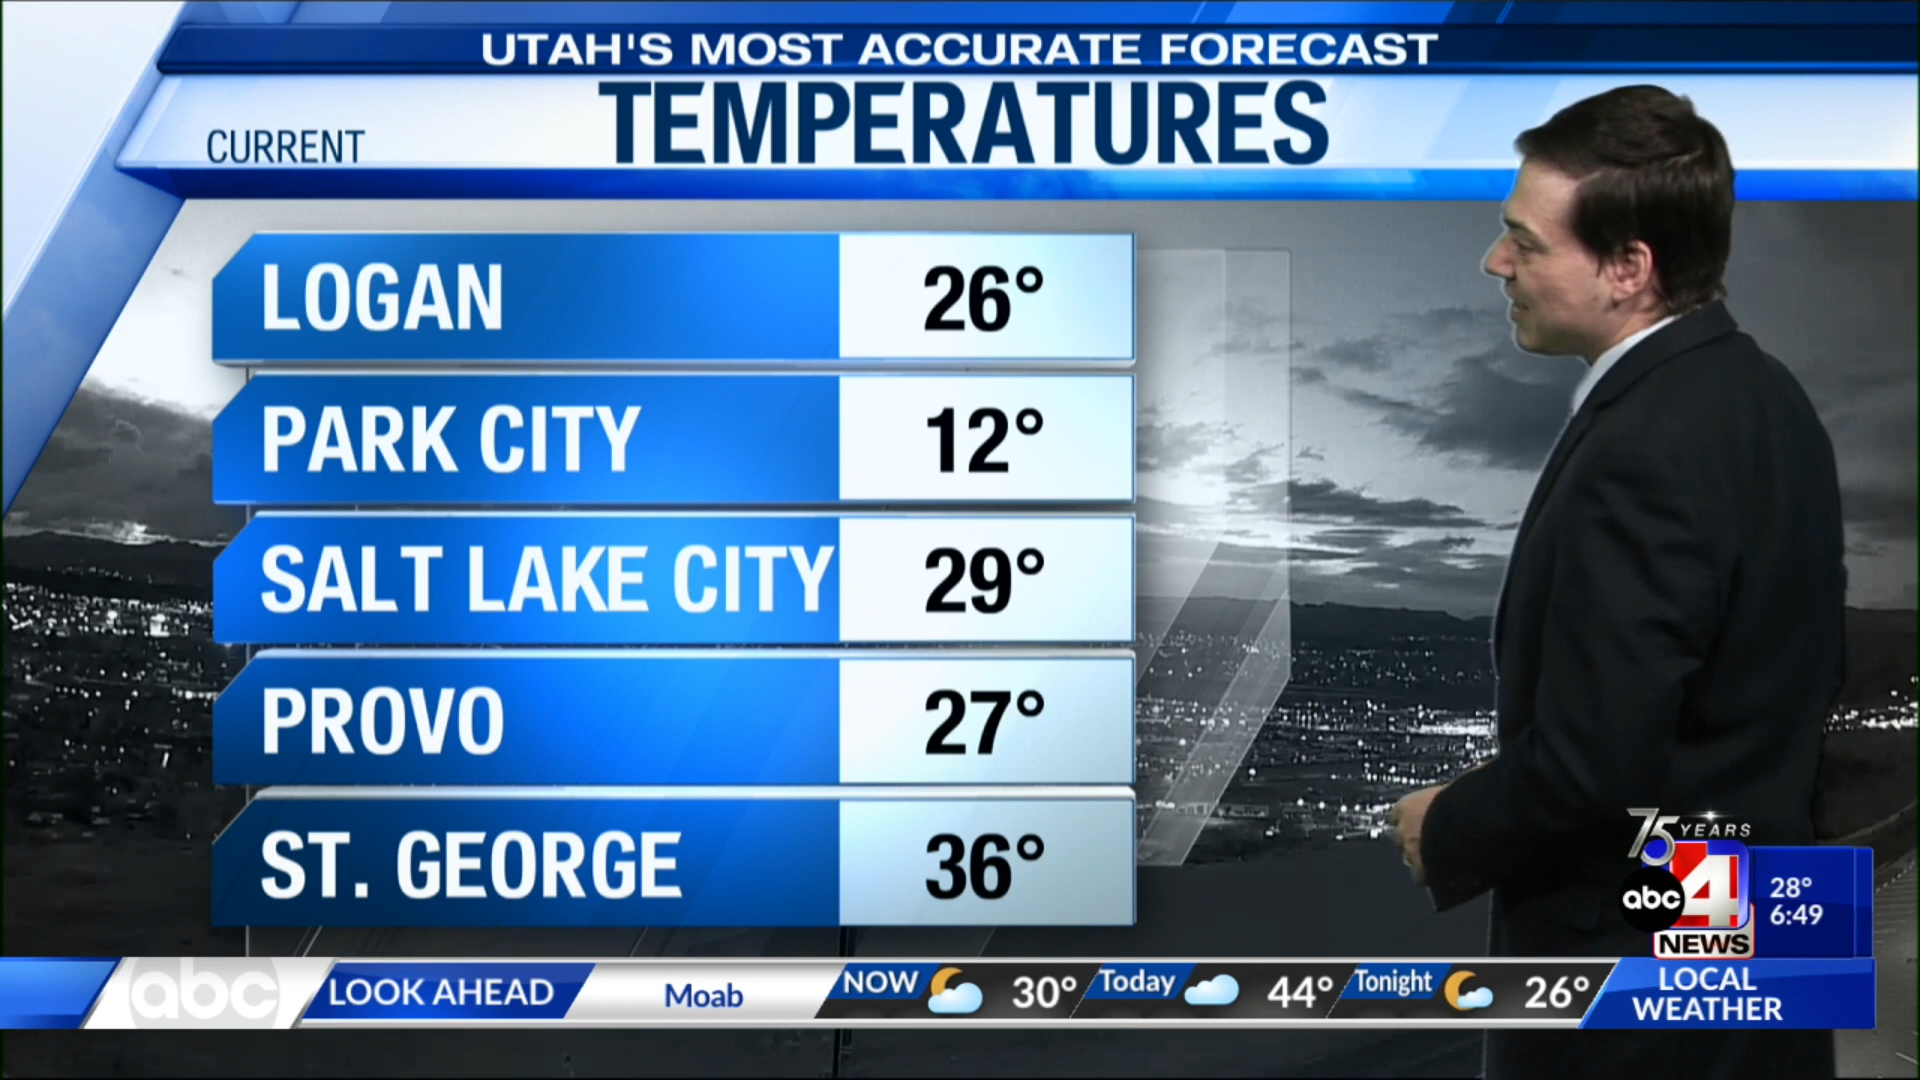 UTAH'S MOST ACCURATE FORECAST
CURRENT
TEMPERATURES
LOGAN 26°
PARK CITY 12°
SALT LAKE CITY 29°
PROVO 27°
ST. GEORGE 36°
75 YEARS
abc 4
NEWS
28°
6:49
abc
LOOK AHEAD
Moab
NOW 30°
Today 44°
Tonight 26°
LOCAL
WEATHER